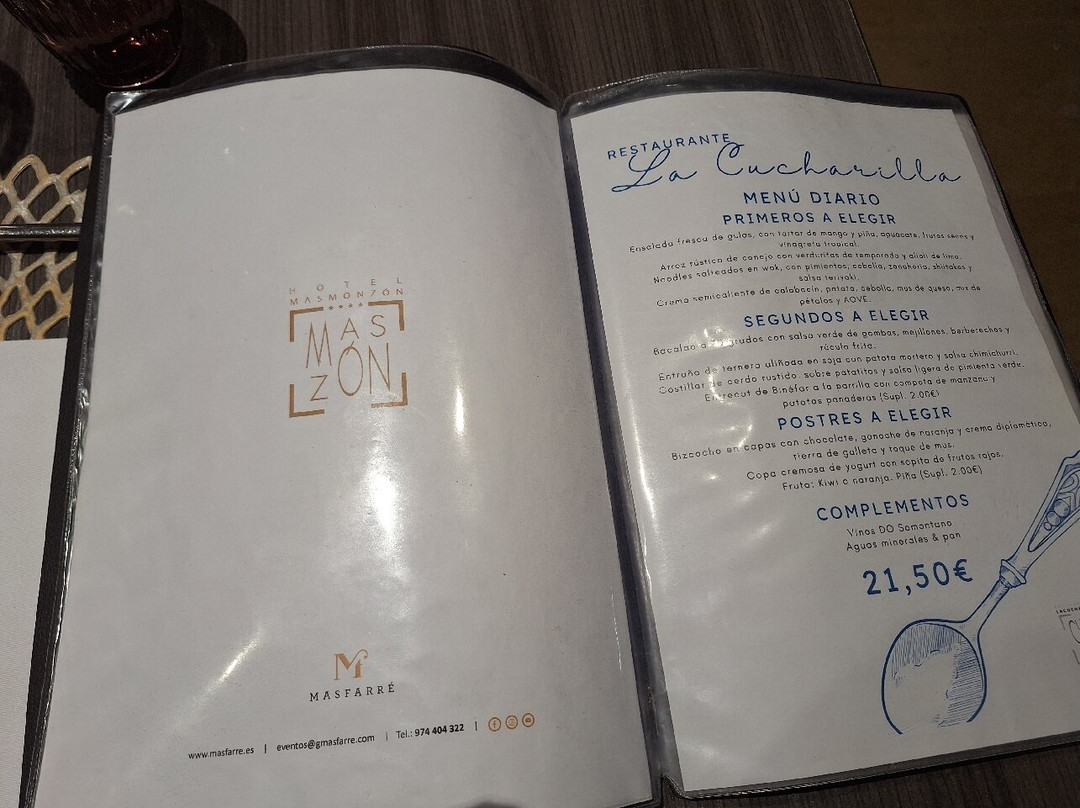 HOTEL
MASMONZÓN
★★★★
MAS
MÓN
ZÓN
MASFARRÉ
www.masfarre.es | eventos@gmasfarre.com | Tel.: 974 404 322 |
RESTAURANTE
La Cucharilla
MENÚ DIARIO
PRIMEROS A ELEGIR
Ensalada fresca de gulas, con tartar de mango y piña, aguacate, frutos secos y
vinagreta tropical.
Arroz rústica de conejo con verduritas de temporada y alioli de lima.
Noodles salteados en wok, con pimientos, cebolla, zanahoria, shiitakes y
salsa teriyaki.
Crema semicaliente de calabacín, patata, cebolla, mus de queso, de
pétalos y AOVE.
SEGUNDOS A ELEGIR
Bacalao a con salsa verde de gambas, mejillones, berberechos y
rúcula frita.
Entraña de ternera aliñada en soja con patata mortero y salsa chimichurri.
Costillar de cerdo rustido, sobre patatitas y salsa ligera de pimienta verde.
Entrecot de Binéfar a la parrilla con compota de manzana y
patatas panaderas (Supl. 2.00€)
POSTRES A ELEGIR
Bizcocho en capas con chocolate, ganache de naranja y crema diplomática,
tierra de galleta y toque de mus.
Copa cremosa de yogurt con sopita de frutos rojos.
Fruta: Kiwi o naranja. Piña (Supl. 2.00€)
COMPLEMENTOS
Vinos DO Somontano
Aguas minerales & pan
21,50€